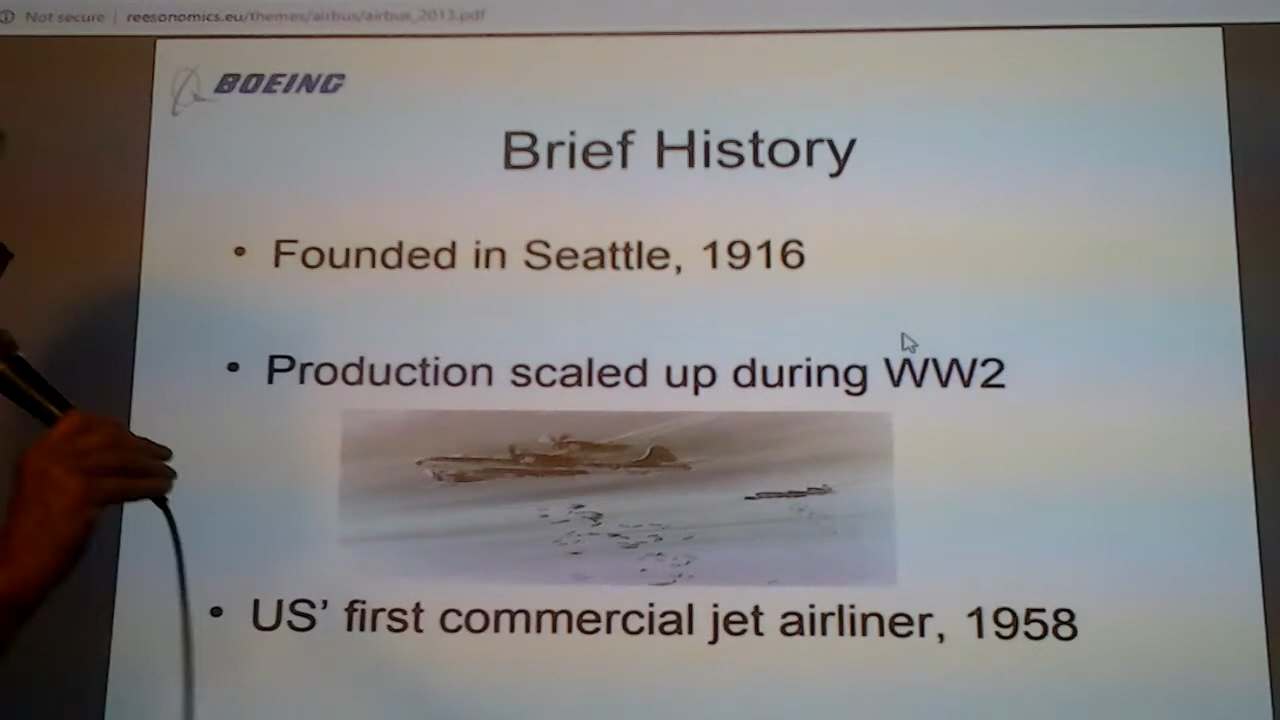 Not secure | reesonomics.eu/themes/airbus/airbus_2013.pdf
BOEING
Brief History
• Founded in Seattle, 1916
• Production scaled up during WW2
• US’ first commercial jet airliner, 1958